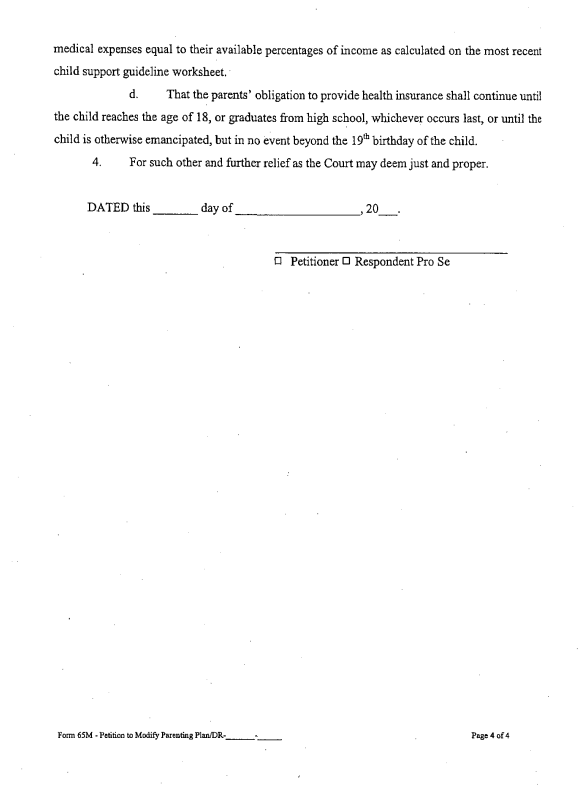 medical expenses equal to their available percentages of income as calculated on the most recent
child support guideline worksheet.
d. That the parents' obligation to provide health insurance shall continue until
the child reaches the age of 18, or graduates from high school, whichever occurs last, or until the
child is otherwise emancipated, but in no event beyond the 19th birthday of the child.
4. For such other and further relief as the Court may deem just and proper.
DATED this _______ day of ____________________, 20___.
☐ Petitioner ☐ Respondent Pro Se
Form 65M - Petition to Modify Parenting Plan/DR-_______-______ Page 4 of 4